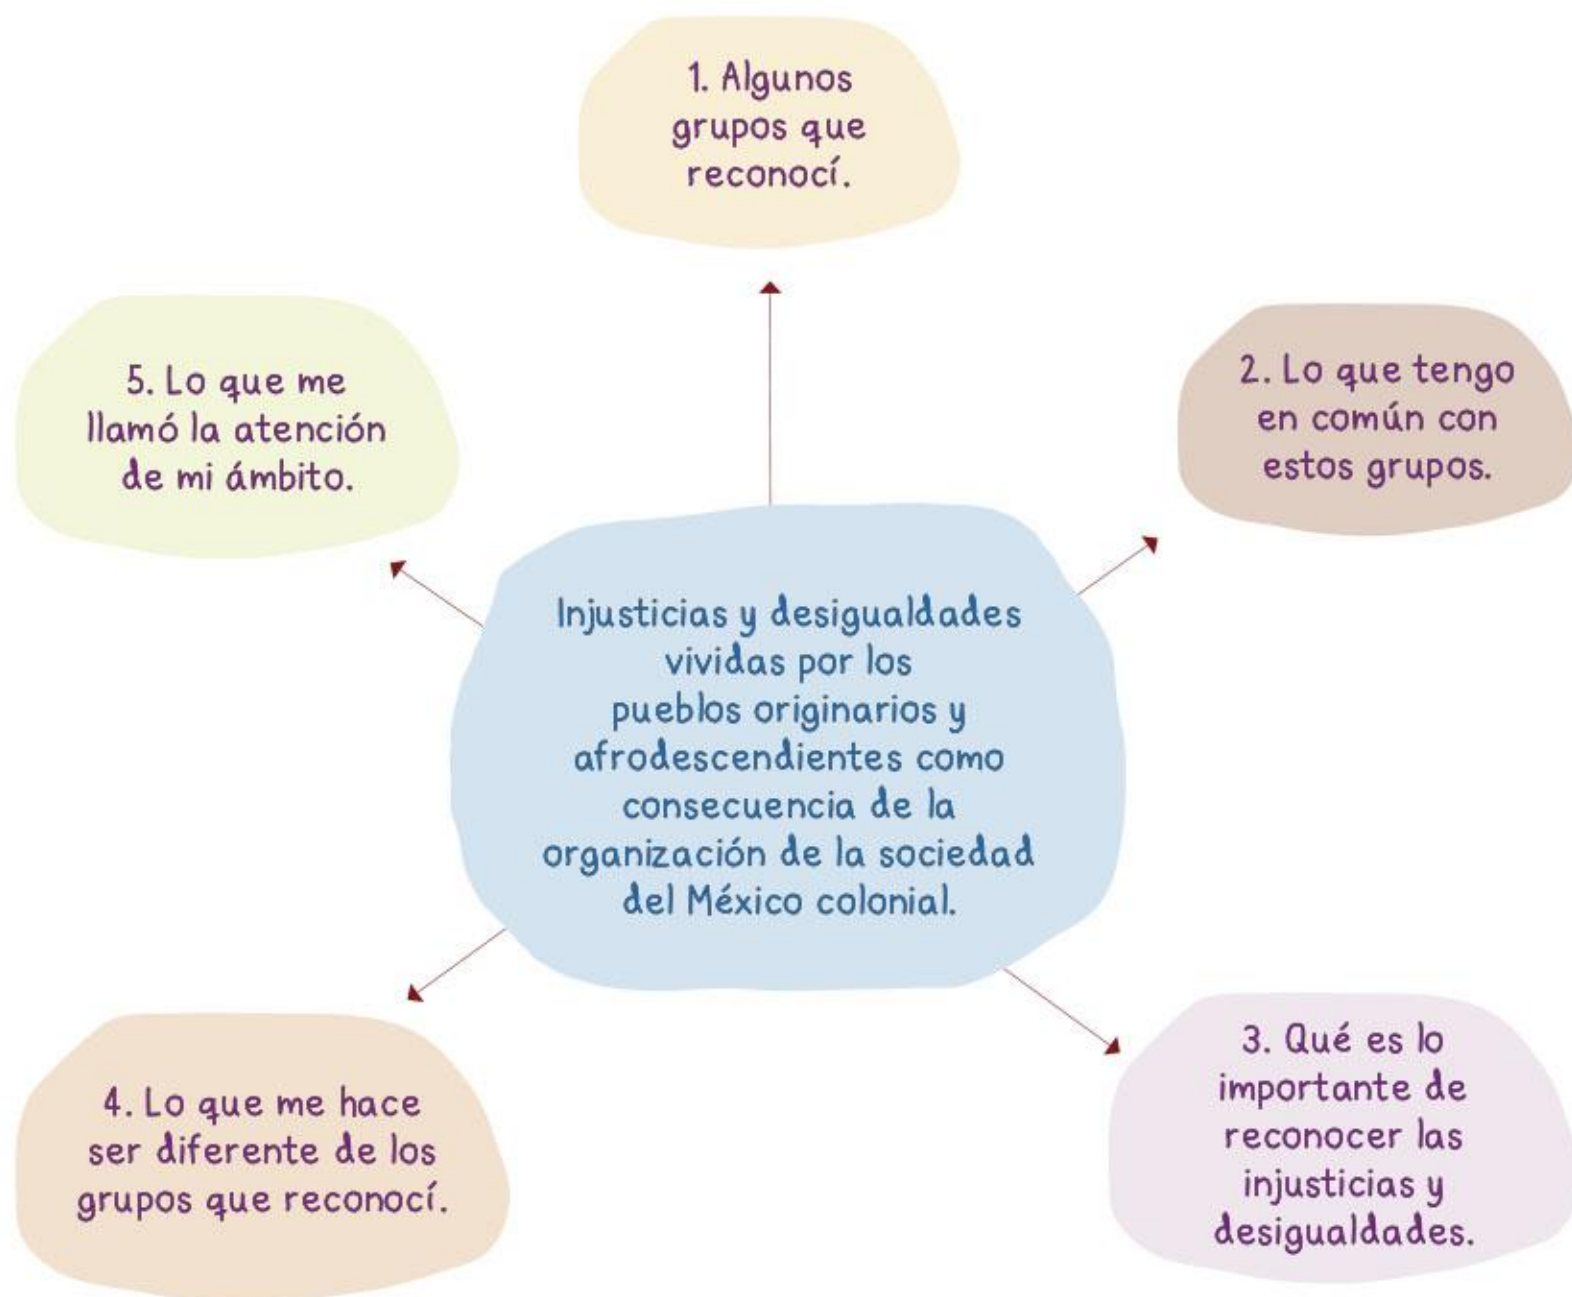 1. Algunos
grupos que
reconocí.
2. Lo que tengo
en común con
estos grupos.
5. Lo que me
llamó la atención
de mi ámbito.
Injusticias y desigualdades
vividas por los
pueblos originarios y
afrodescendientes como
consecuencia de la
organización de la sociedad
del México colonial.
3. Qué es lo
importante de
reconocer las
injusticias y
desigualdades.
4. Lo que me hace
ser diferente de los
grupos que reconocí.